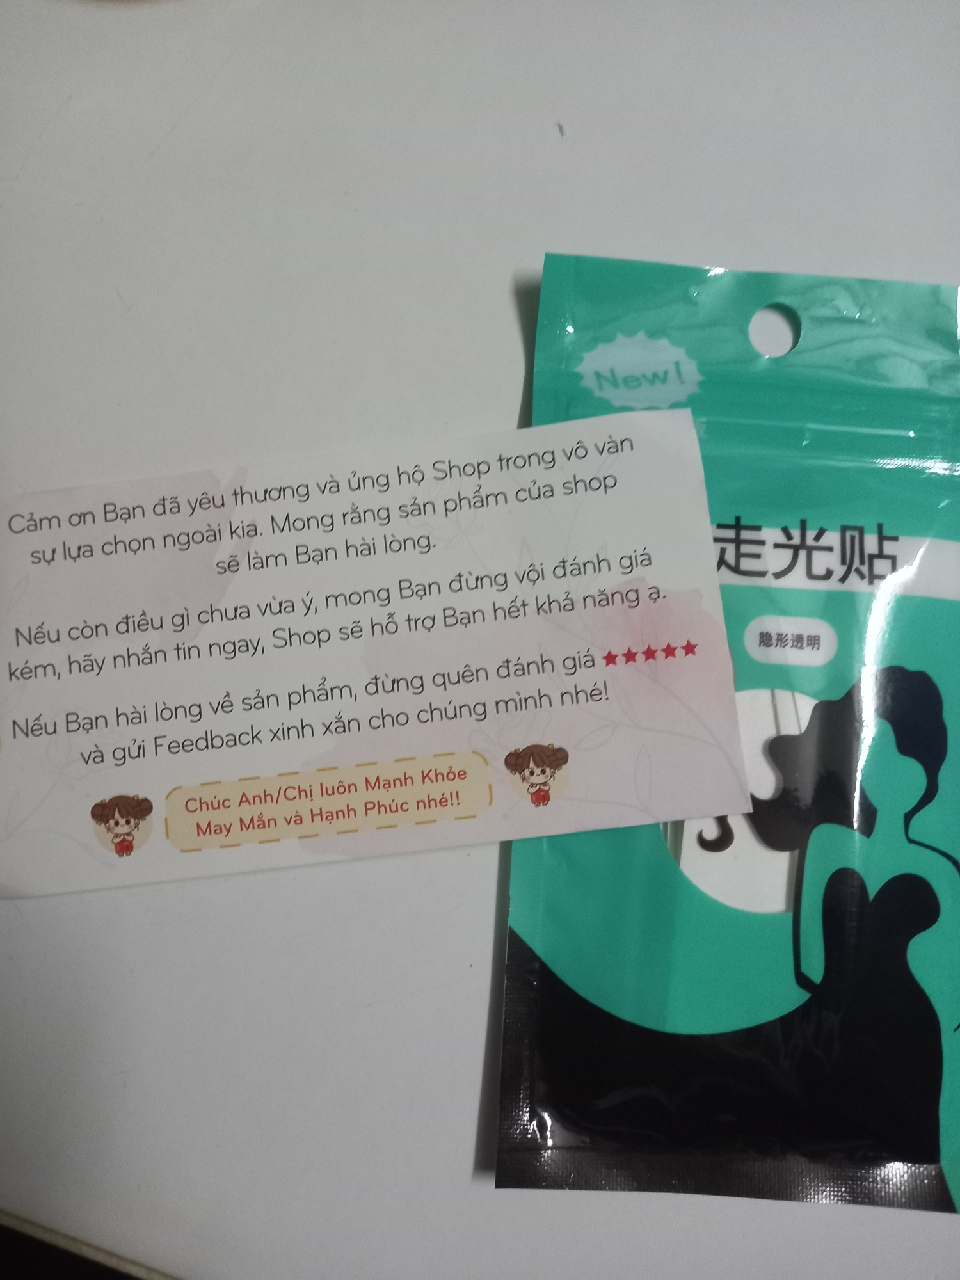 Cảm ơn Bạn đã yêu thương và ủng hộ Shop trong vô vàn
sự lựa chọn ngoài kia. Mong rằng sản phẩm của shop
sẽ làm Bạn hài lòng.
Nếu còn điều gì chưa vừa ý, mong Bạn đừng vội đánh giá
kém, hãy nhắn tin ngay, Shop sẽ hỗ trợ Bạn hết khả năng ạ.
Nếu Bạn hài lòng về sản phẩm, đừng quên đánh giá ★★★★★
và gửi Feedback xinh xắn cho chúng mình nhé!
Chúc Anh/Chị luôn Mạnh Khỏe
May Mắn và Hạnh Phúc nhé!!
New!
走光贴
隐形透明